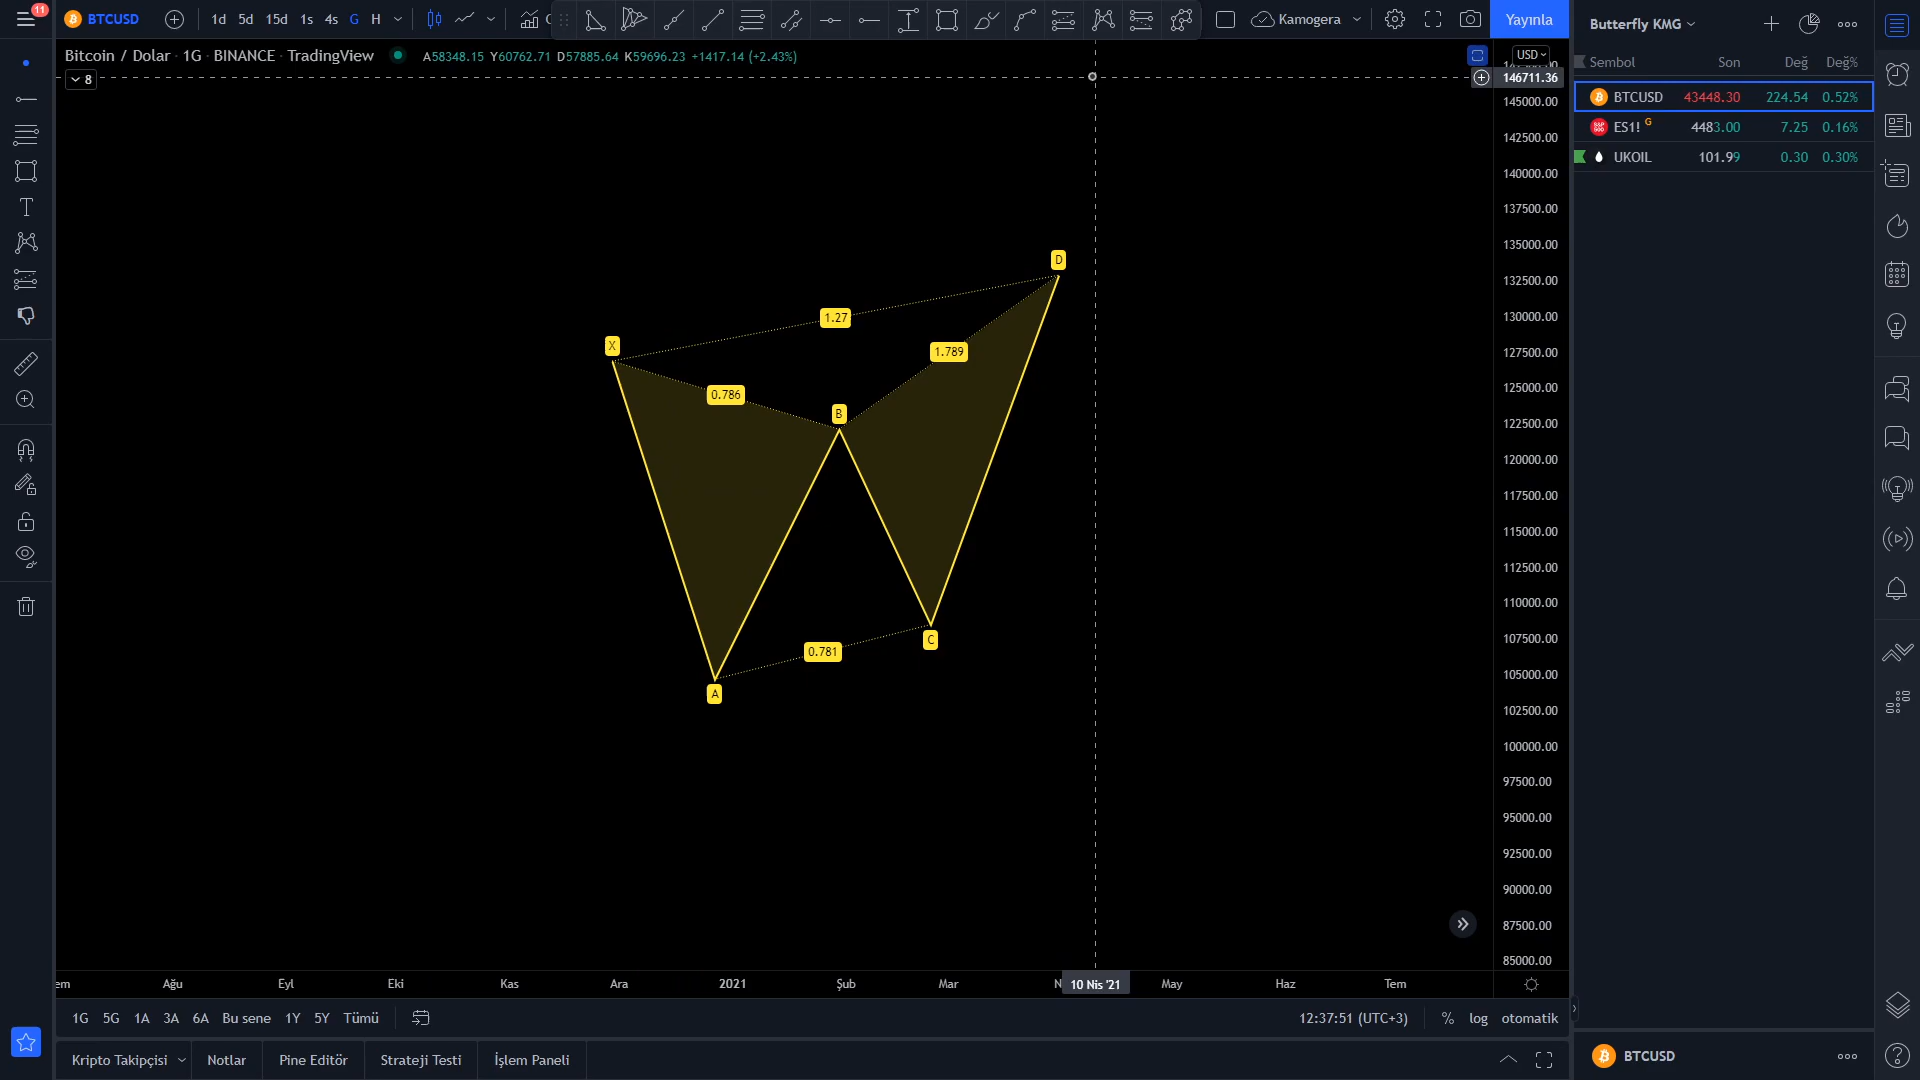 11
BTCUSD
1d 5d 15d 1s 4s G H
Kamogera
Yayınla
Butterfly KMG
Bitcoin / Dolar · 1G · BINANCE · TradingView
A58348.15 Y60762.71 D57885.64 K59696.23 +1417.14 (+2.43%)
8
USD
146711.36
145000.00
142500.00
140000.00
137500.00
135000.00
132500.00
130000.00
127500.00
125000.00
122500.00
120000.00
117500.00
115000.00
112500.00
110000.00
107500.00
105000.00
102500.00
100000.00
97500.00
95000.00
92500.00
90000.00
87500.00
85000.00
Sembol Son Değ Değ%
BTCUSD 43448.30 224.54 0.52%
ES1! G 4483.00 7.25 0.16%
UKOIL 101.99 0.30 0.30%
D
1.27
X
1.789
0.786
B
C
0.781
A
em Ağu Eyl Eki Kas Ara 2021 Şub Mar N 10 Nis '21 May Haz Tem
1G 5G 1A 3A 6A Bu sene 1Y 5Y Tümü
12:37:51 (UTC+3) % log otomatik
Kripto Takipçisi Notlar Pine Editör Strateji Testi İşlem Paneli
BTCUSD